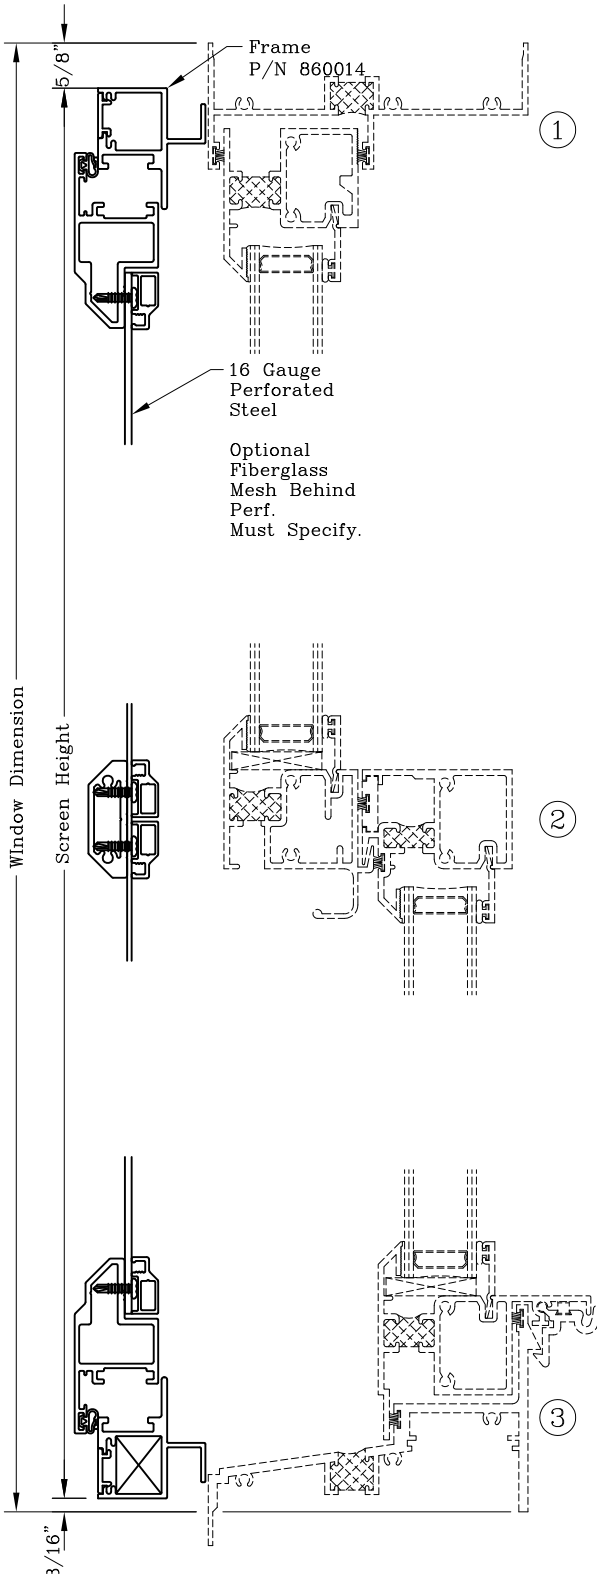 5/8"
Frame
P/N 860014
1
16 Gauge
Perforated
Steel
Optional
Fiberglass
Mesh Behind
Perf.
Must Specify.
WIndow Dimension
Screen Height
2
3
3/16"